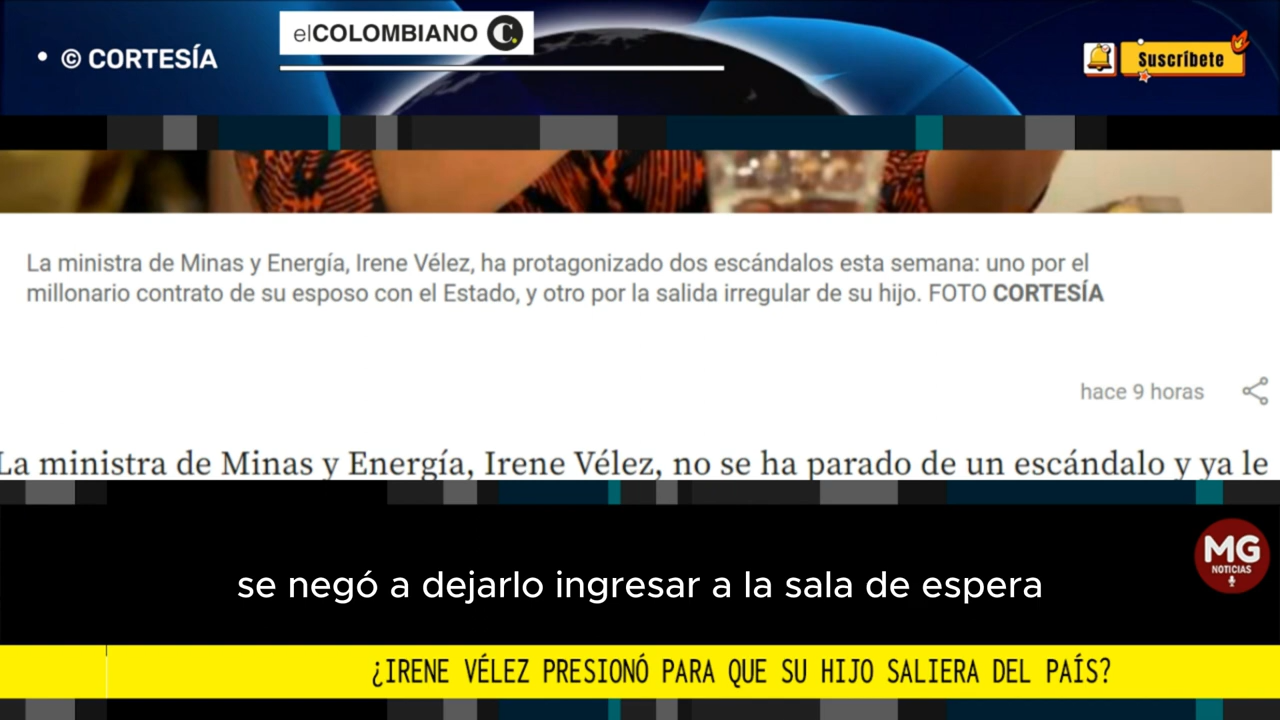 • © CORTESÍA
elCOLOMBIANO C.
Suscríbete
La ministra de Minas y Energía, Irene Vélez, ha protagonizado dos escándalos esta semana: uno por el
millonario contrato de su esposo con el Estado, y otro por la salida irregular de su hijo. FOTO CORTESÍA
hace 9 horas
La ministra de Minas y Energía, Irene Vélez, no se ha parado de un escándalo y ya le
MG
NOTICIAS
se negó a dejarlo ingresar a la sala de espera
¿IRENE VÉLEZ PRESIONÓ PARA QUE SU HIJO SALIERA DEL PAÍS?